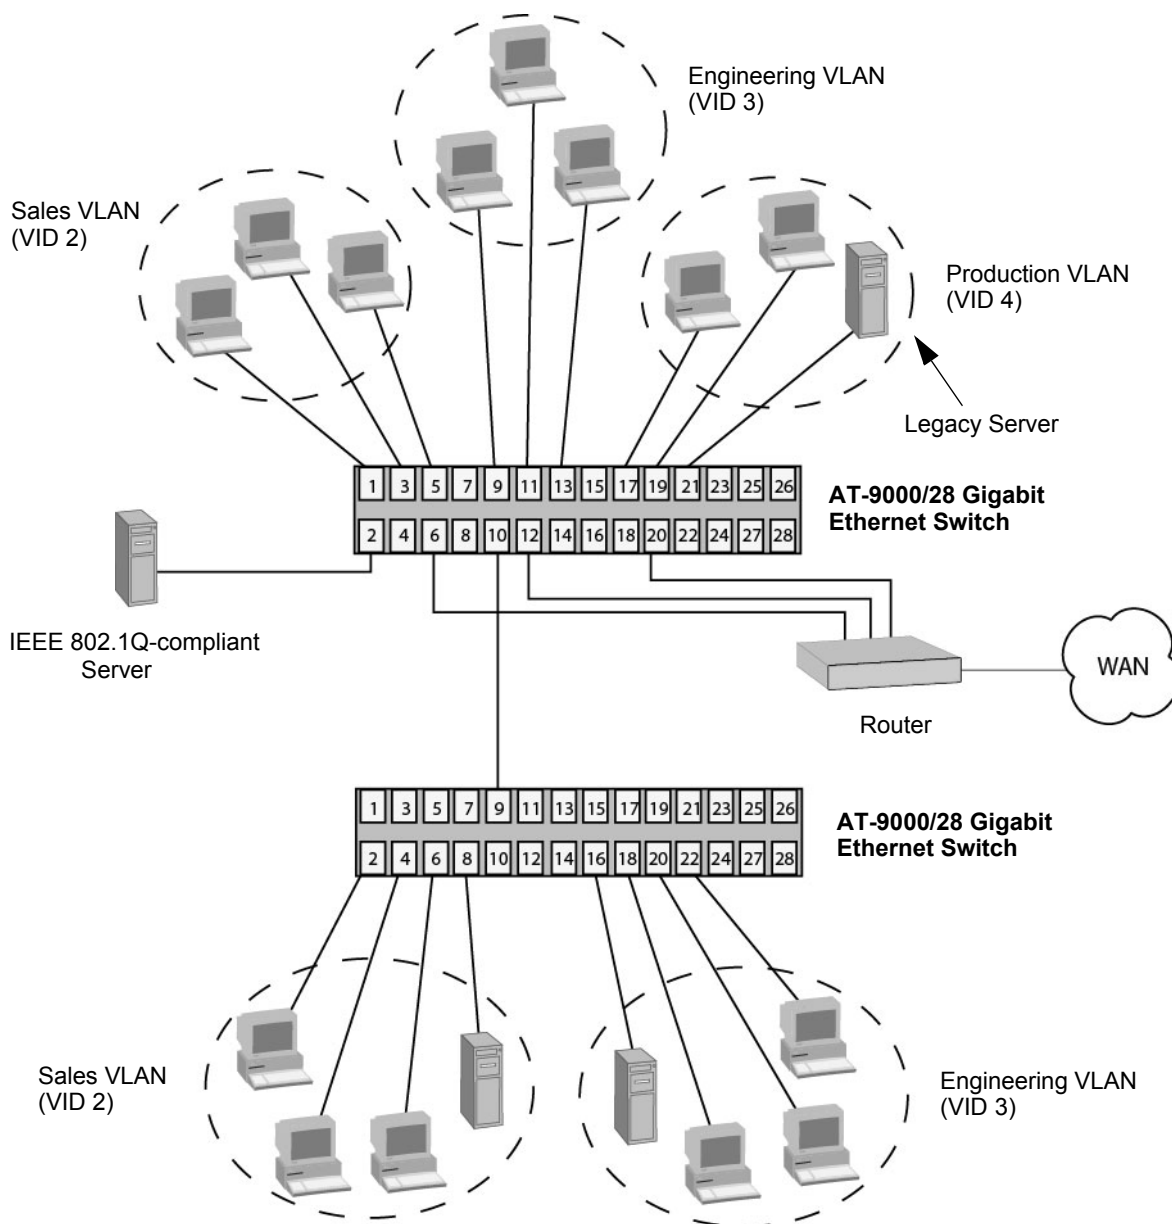 Engineering VLAN
(VID 3)
Sales VLAN
(VID 2)
Production VLAN
(VID 4)
Legacy Server
1 3 5 7 9 11 13 15 17 19 21 23 25 26
2 4 6 8 10 12 14 16 18 20 22 24 27 28
AT-9000/28 Gigabit
Ethernet Switch
IEEE 802.1Q-compliant
Server
WAN
Router
1 3 5 7 9 11 13 15 17 19 21 23 25 26
2 4 6 8 10 12 14 16 18 20 22 24 27 28
AT-9000/28 Gigabit
Ethernet Switch
Sales VLAN
(VID 2)
Engineering VLAN
(VID 3)